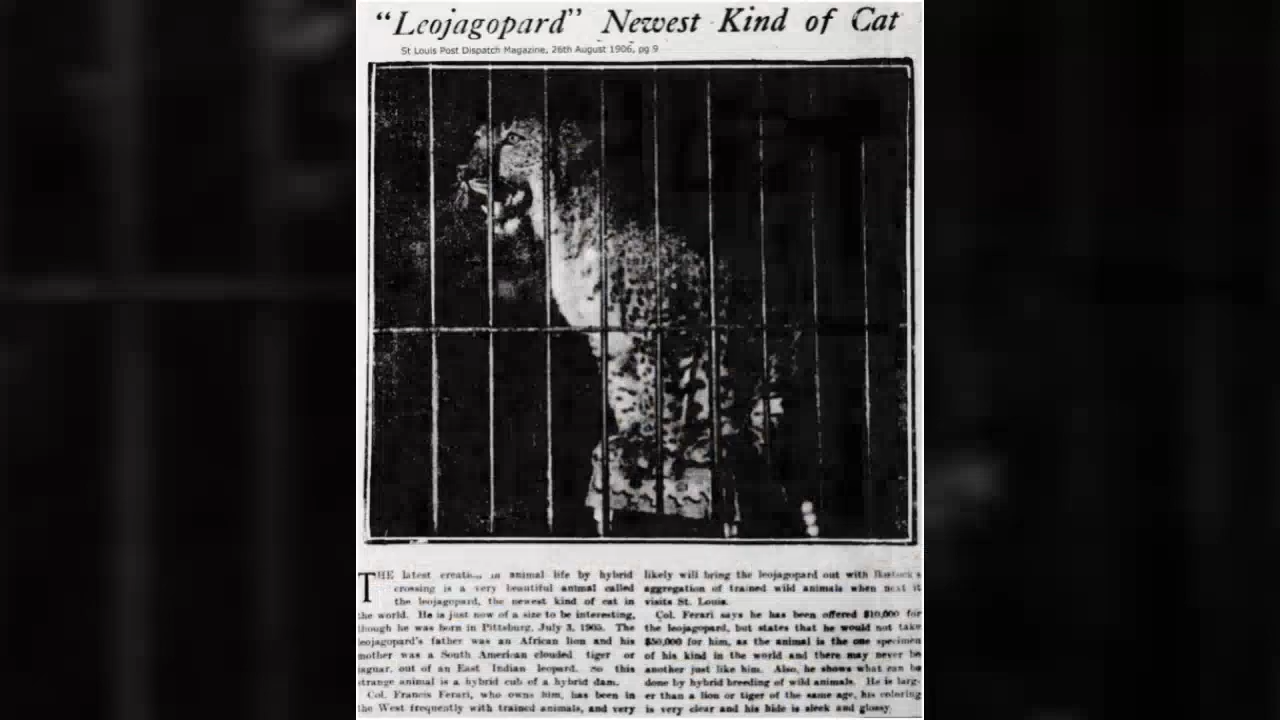 "Leojagopard" Newest Kind of Cat
St Louis Post Dispatch Magazine, 26th August 1906, pg 9
THE latest creation in animal life by hybrid
crossing is a very beautiful animal called
the leojagopard, the newest kind of cat in
the world. He is just now of a size to be interesting,
though he was born in Pittsburg, July 3, 1905. The
leojagopard's father was an African lion and his
mother was a South American clouded tiger or
jaguar, out of an East Indian leopard. So this
strange animal is a hybrid cub of a hybrid dam.
Col. Francis Ferari, who owns him, has been in
the West frequently with trained animals, and very
likely will bring the leojagopard out with Bostock's
aggregation of trained wild animals when next it
visits St. Louis.
Col. Ferari says he has been offered $10,000 for
the leojagopard, but states that he would not take
$50,000 for him, as the animal is the one specimen
of his kind in the world and there may never be
another just like him. Also, he shows what can be
done by hybrid breeding of wild animals. He is larg-
er than a lion or tiger of the same age, his coloring
is very clear and his hide is sleek and glossy.